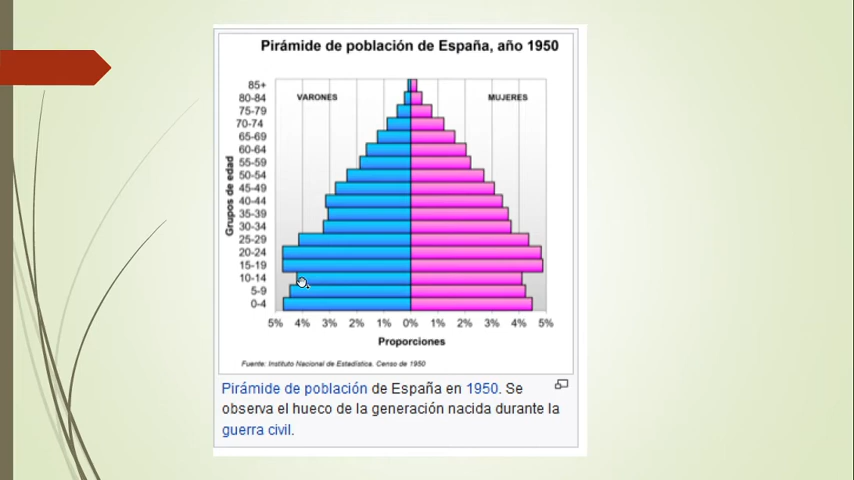 Pirámide de población de España, año 1950
VARONES
MUJERES
Grupos de edad
85+
80-84
75-79
70-74
65-69
60-64
55-59
50-54
45-49
40-44
35-39
30-34
25-29
20-24
15-19
10-14
5-9
0-4
5% 4% 3% 2% 1% 0% 1% 2% 3% 4% 5%
Proporciones
Fuente: Instituto Nacional de Estadística. Censo de 1950
Pirámide de población de España en 1950. Se
observa el hueco de la generación nacida durante la
guerra civil.